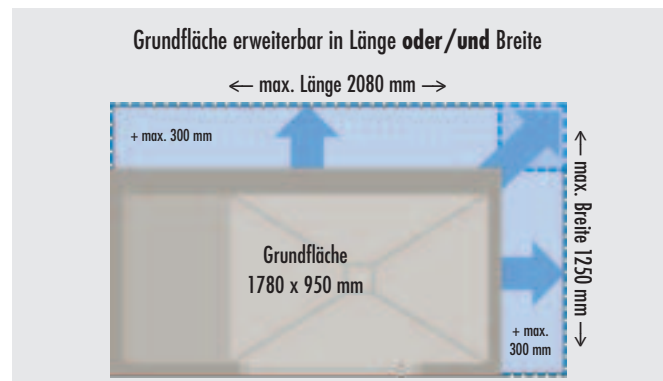 Grundfläche erweiterbar in Länge oder/und Breite
← max. Länge 2080 mm →
+ max. 300 mm
← max. Breite 1250 mm →
Grundfläche
1780 x 950 mm
+ max.
300 mm